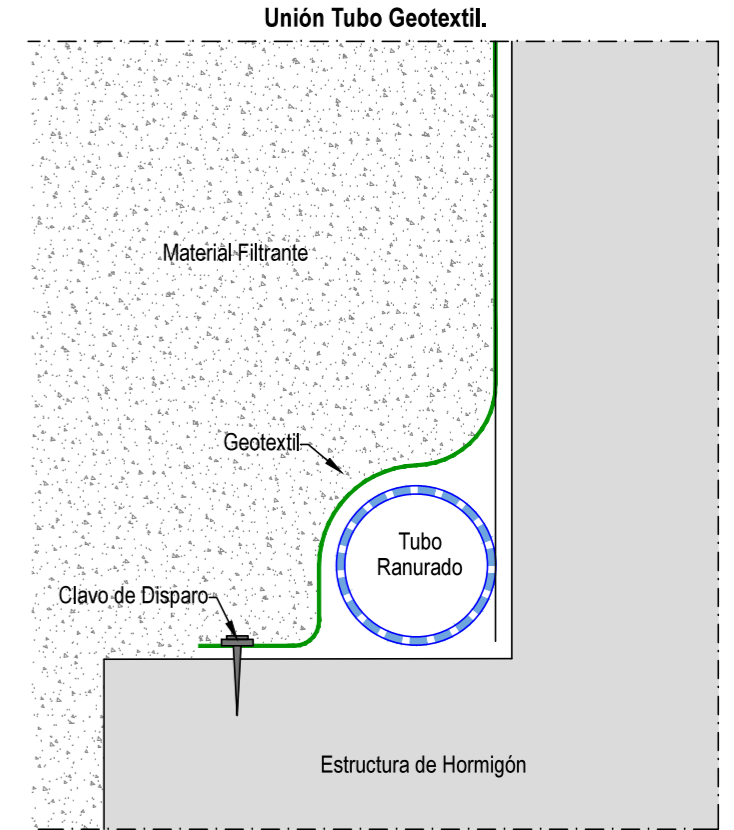 Unión Tubo Geotextil.
Material Filtrante
Geotextil
Tubo
Ranurado
Clavo de Disparo
Estructura de Hormigón